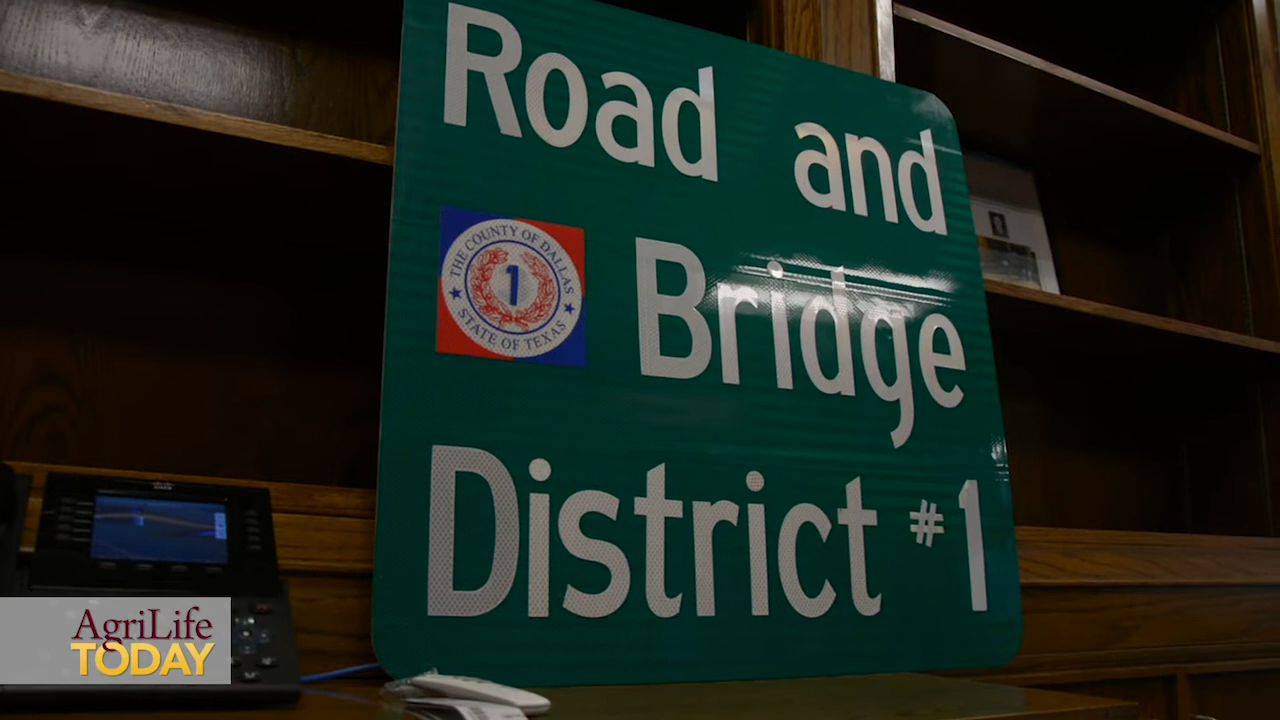 Road and
Bridge
District #1
THE COUNTY OF DALLAS
1
STATE OF TEXAS
AgriLife
TODAY